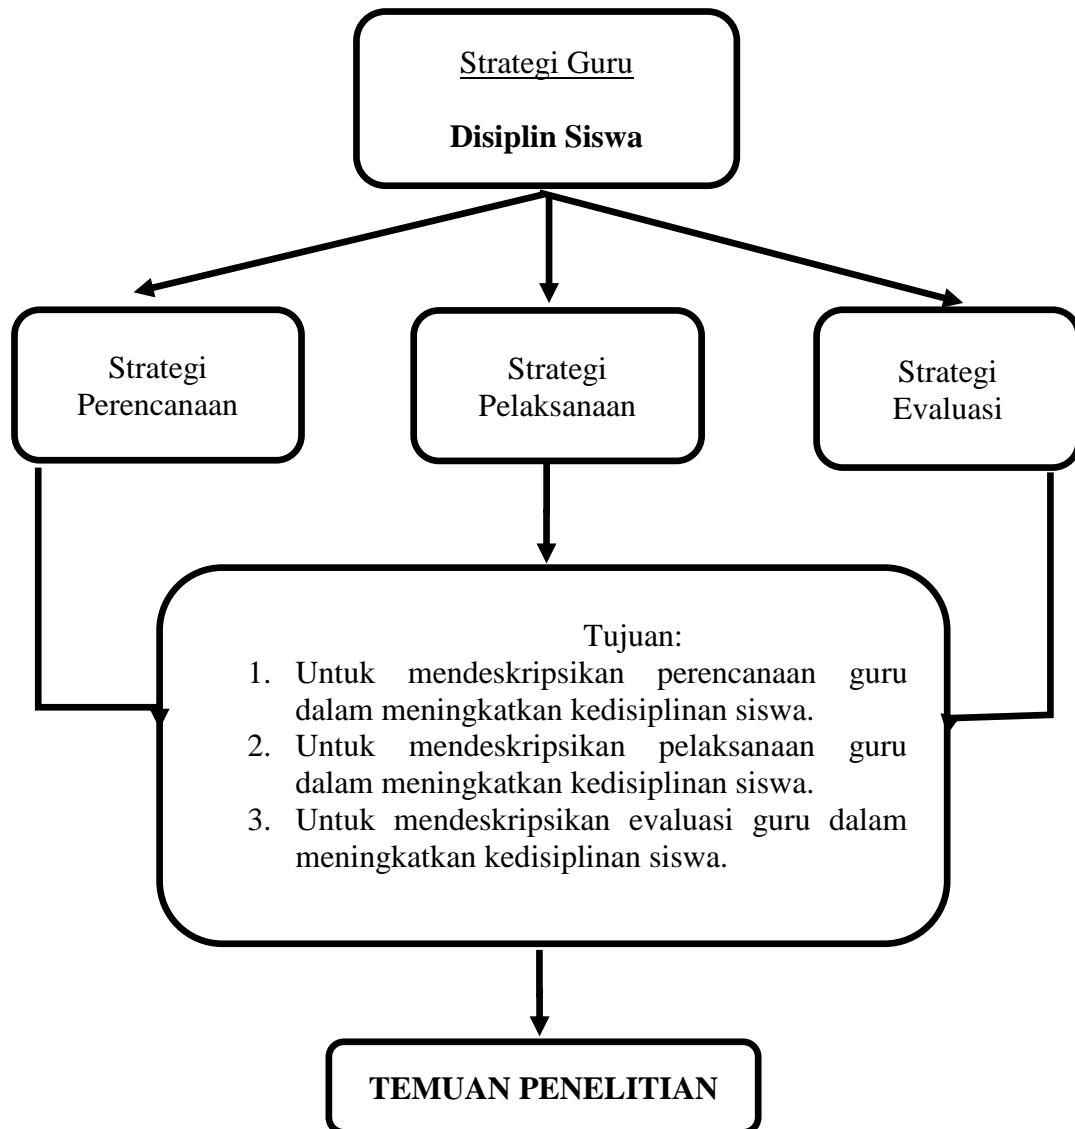 Strategi Guru
Disiplin Siswa
Strategi
Perencanaan
Strategi
Pelaksanaan
Strategi
Evaluasi
Tujuan:
1. Untuk mendeskripsikan perencanaan guru
dalam meningkatkan kedisiplinan siswa.
2. Untuk mendeskripsikan pelaksanaan guru
dalam meningkatkan kedisiplinan siswa.
3. Untuk mendeskripsikan evaluasi guru dalam
meningkatkan kedisiplinan siswa.
TEMUAN PENELITIAN